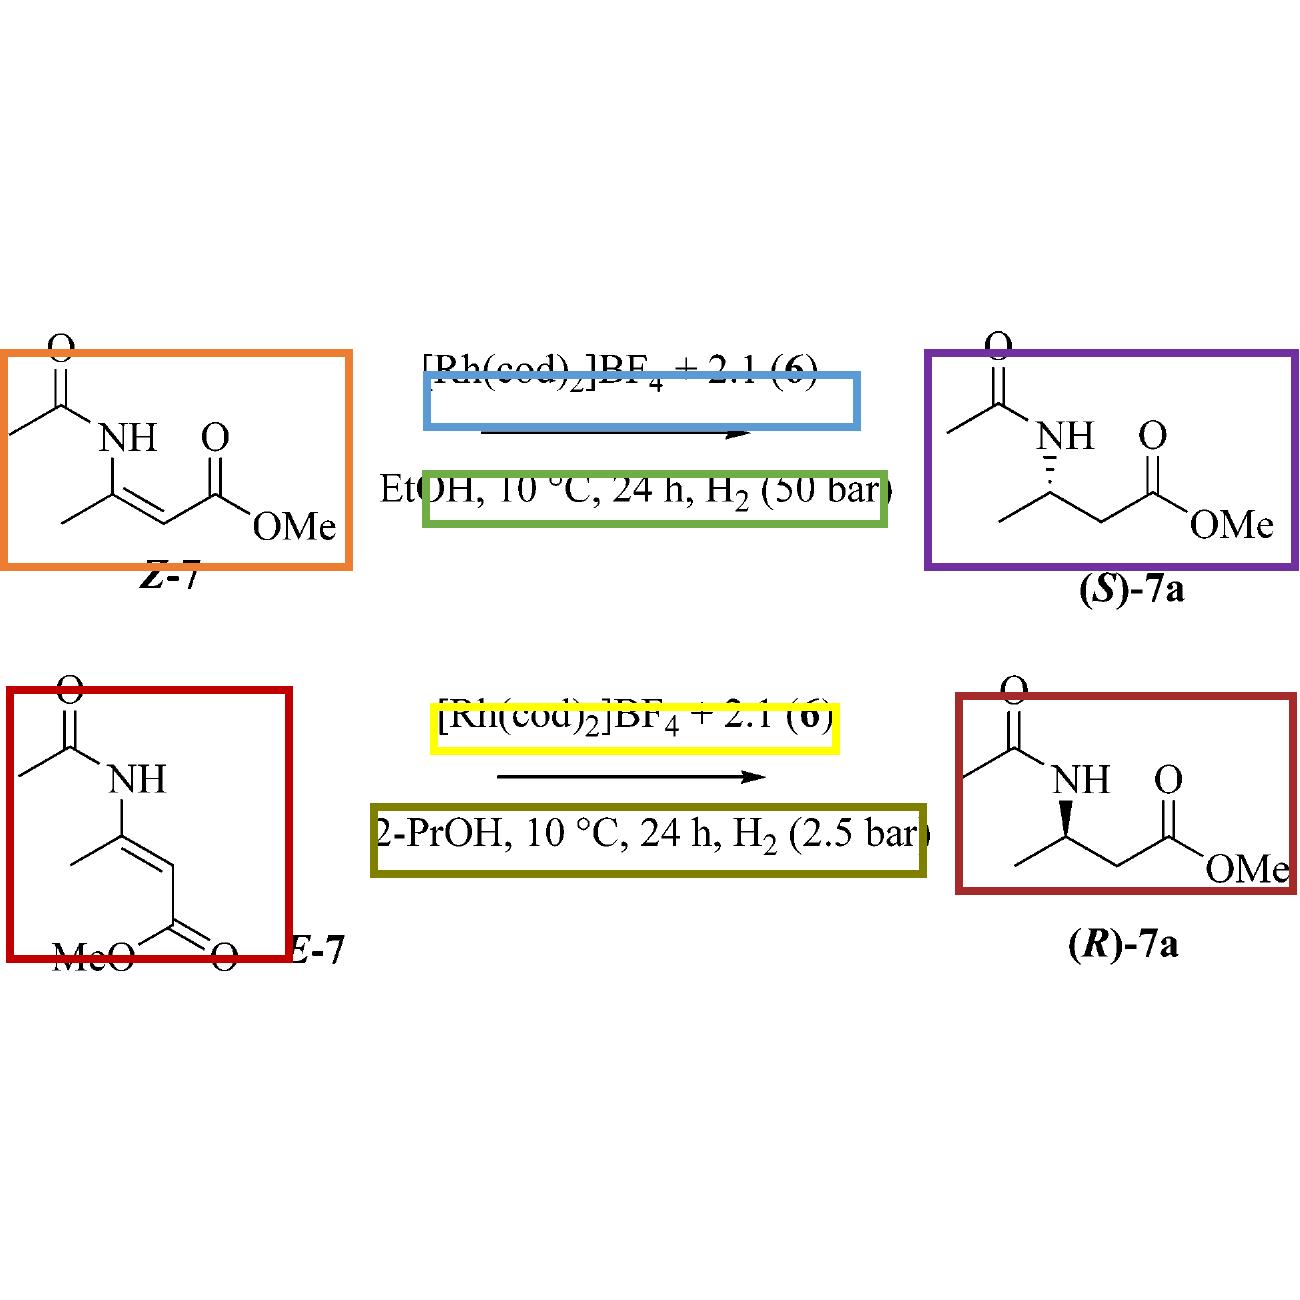 O
NH
O
OMe
Z-7
[Rh(cod)2]BF4 + 2.1 (6)
EtOH, 10 °C, 24 h, H2 (50 bar)
O
NH
O
OMe
(S)-7a
O
NH
MeO
O
E-7
[Rh(cod)2]BF4 + 2.1 (6)
2-PrOH, 10 °C, 24 h, H2 (2.5 bar)
O
NH
O
OMe
(R)-7a